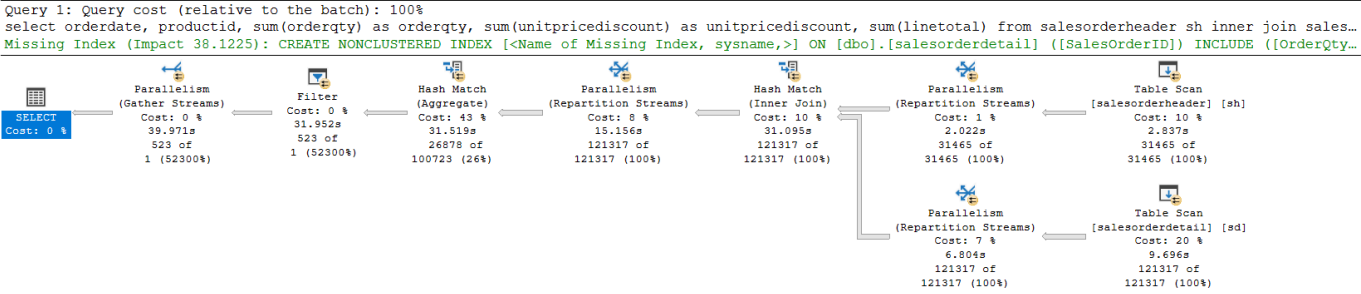 Query 1: Query cost (relative to the batch): 100%
select orderdate, productid, sum(orderqty) as orderqty, sum(unitpricediscount) as unitpricediscount, sum(linetotal) from salesorderheader sh inner join sales…
Missing Index (Impact 38.1225): CREATE NONCLUSTERED INDEX [<Name of Missing Index, sysname,>] ON [dbo].[salesorderdetail] ([SalesOrderID]) INCLUDE ([OrderQty…
SELECT
Cost: 0 %
Parallelism
(Gather Streams)
Cost: 0 %
39.971s
523 of
1 (52300%)
Filter
Cost: 0 %
31.952s
523 of
1 (52300%)
Hash Match
(Aggregate)
Cost: 43 %
31.519s
26878 of
100723 (26%)
Parallelism
(Repartition Streams)
Cost: 8 %
15.156s
121317 of
121317 (100%)
Hash Match
(Inner Join)
Cost: 10 %
31.095s
121317 of
121317 (100%)
Parallelism
(Repartition Streams)
Cost: 1 %
2.022s
31465 of
31465 (100%)
Table Scan
[salesorderheader] [sh]
Cost: 10 %
2.837s
31465 of
31465 (100%)
Parallelism
(Repartition Streams)
Cost: 7 %
6.804s
121317 of
121317 (100%)
Table Scan
[salesorderdetail] [sd]
Cost: 20 %
9.696s
121317 of
121317 (100%)